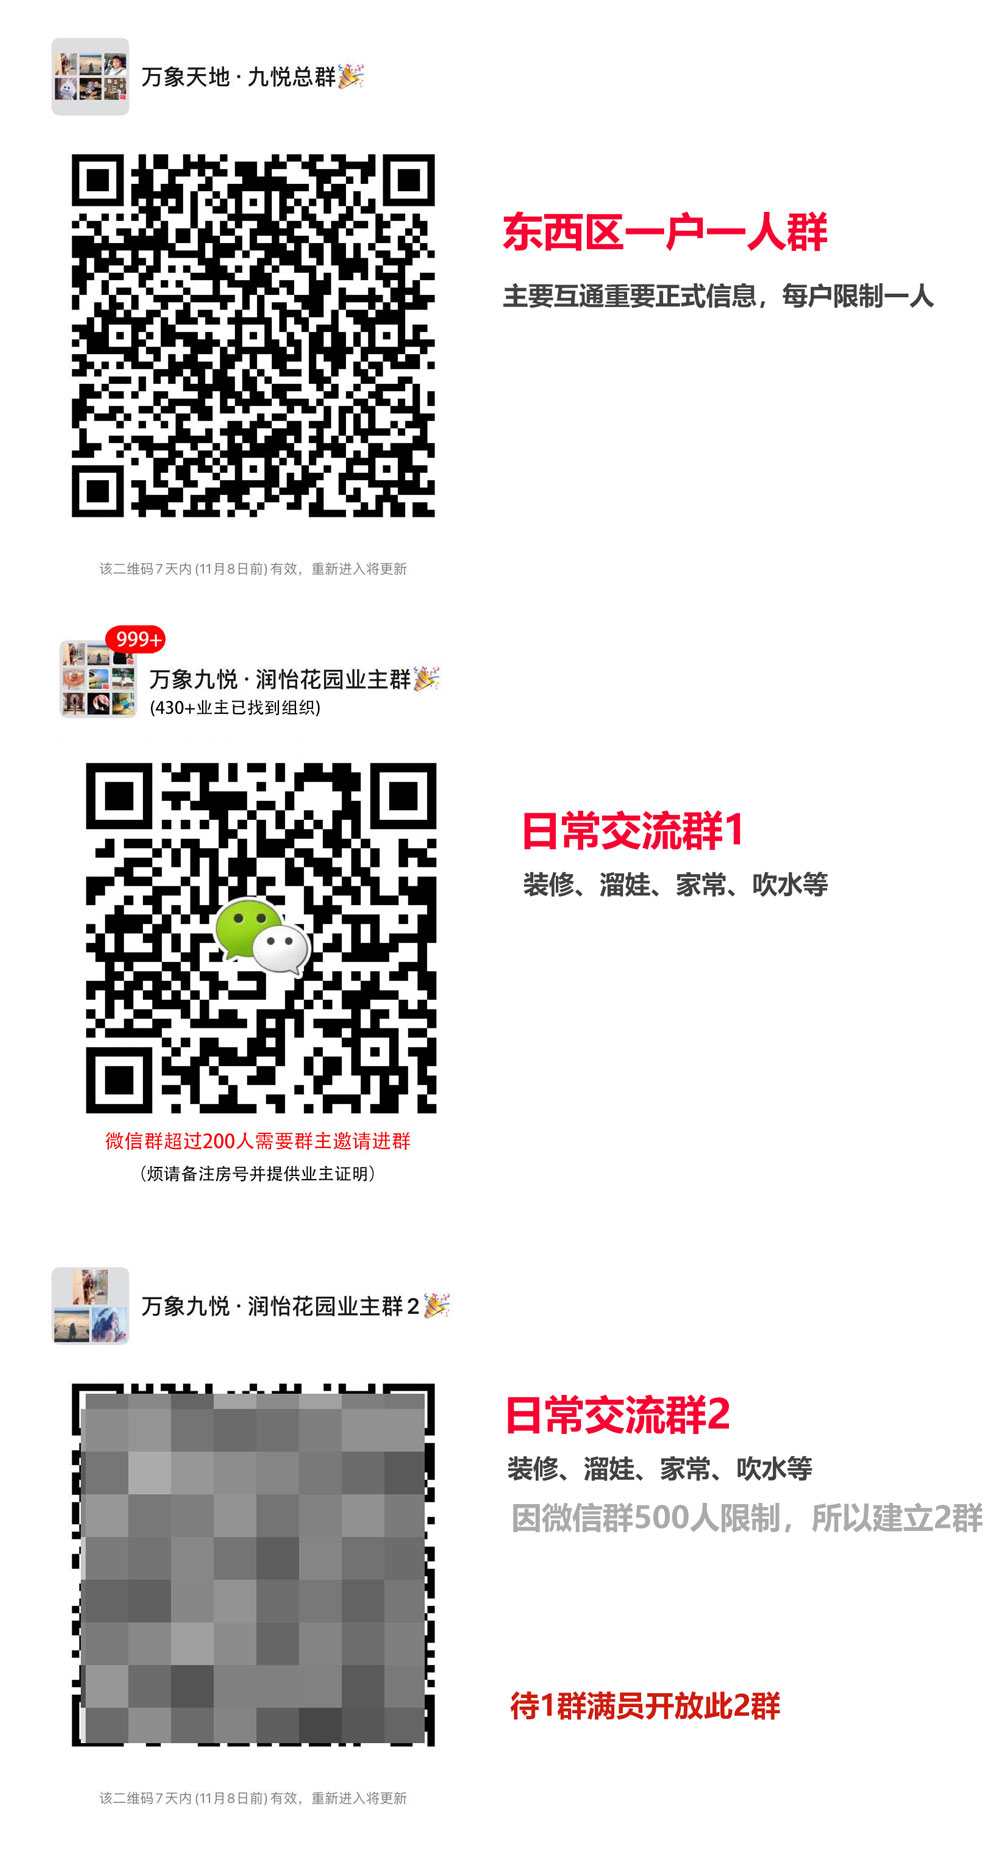 万象天地·九悦总群🎉
东西区一户一人群
主要互通重要正式信息，每户限制一人
该二维码7天内(11月8日前)有效，重新进入将更新
999+
万象九悦·润怡花园业主群🎉
(430+业主已找到组织)
日常交流群1
装修、溜娃、家常、吹水等
微信群超过200人需要群主邀请进群
（烦请备注房号并提供业主证明）
万象九悦·润怡花园业主群2🎉
日常交流群2
装修、溜娃、家常、吹水等
因微信群500人限制，所以建立2群
待1群满员开放此2群
该二维码7天内(11月8日前)有效，重新进入将更新